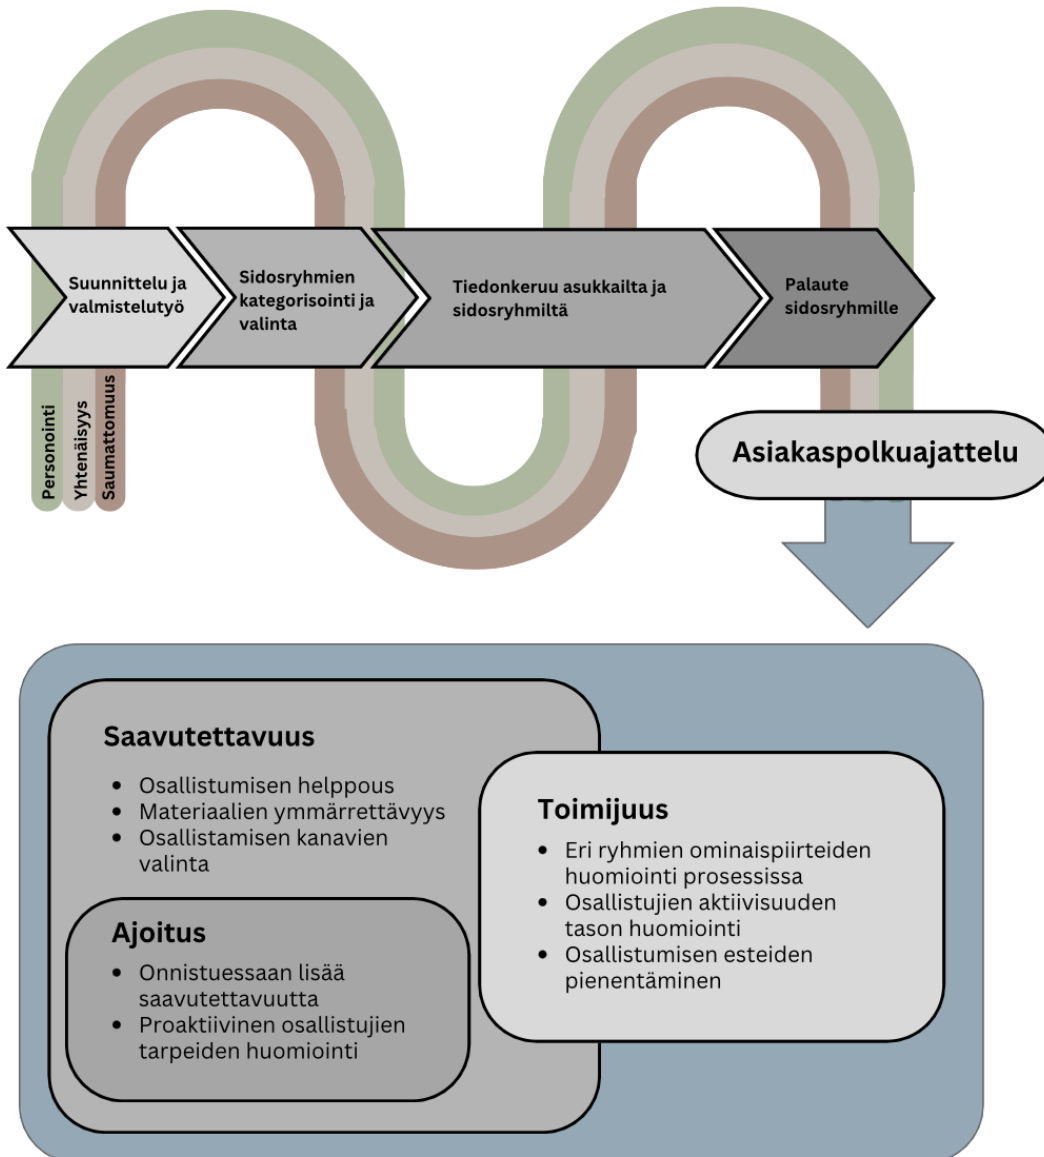 Suunnittelu ja
valmistelutyö
Sidosryhmien
kategorisointi ja
valinta
Tiedonkeruu asukkailta ja
sidosryhmiltä
Palaute
sidosryhmille
Personointi
Yhtenäisyys
Saumattomuus
Asiakaspolkuajattelu
Saavutettavuus
• Osallistumisen helppous
• Materiaalien ymmärrettävyys
• Osallistamisen kanavien
valinta
Ajoitus
• Onnistuessaan lisää
saavutettavuutta
• Proaktiivinen osallistujien
tarpeiden huomiointi
Toimijuus
• Eri ryhmien ominaispiirteiden
huomiointi prosessissa
• Osallistujien aktiivisuuden
tason huomiointi
• Osallistumisen esteiden
pienentäminen